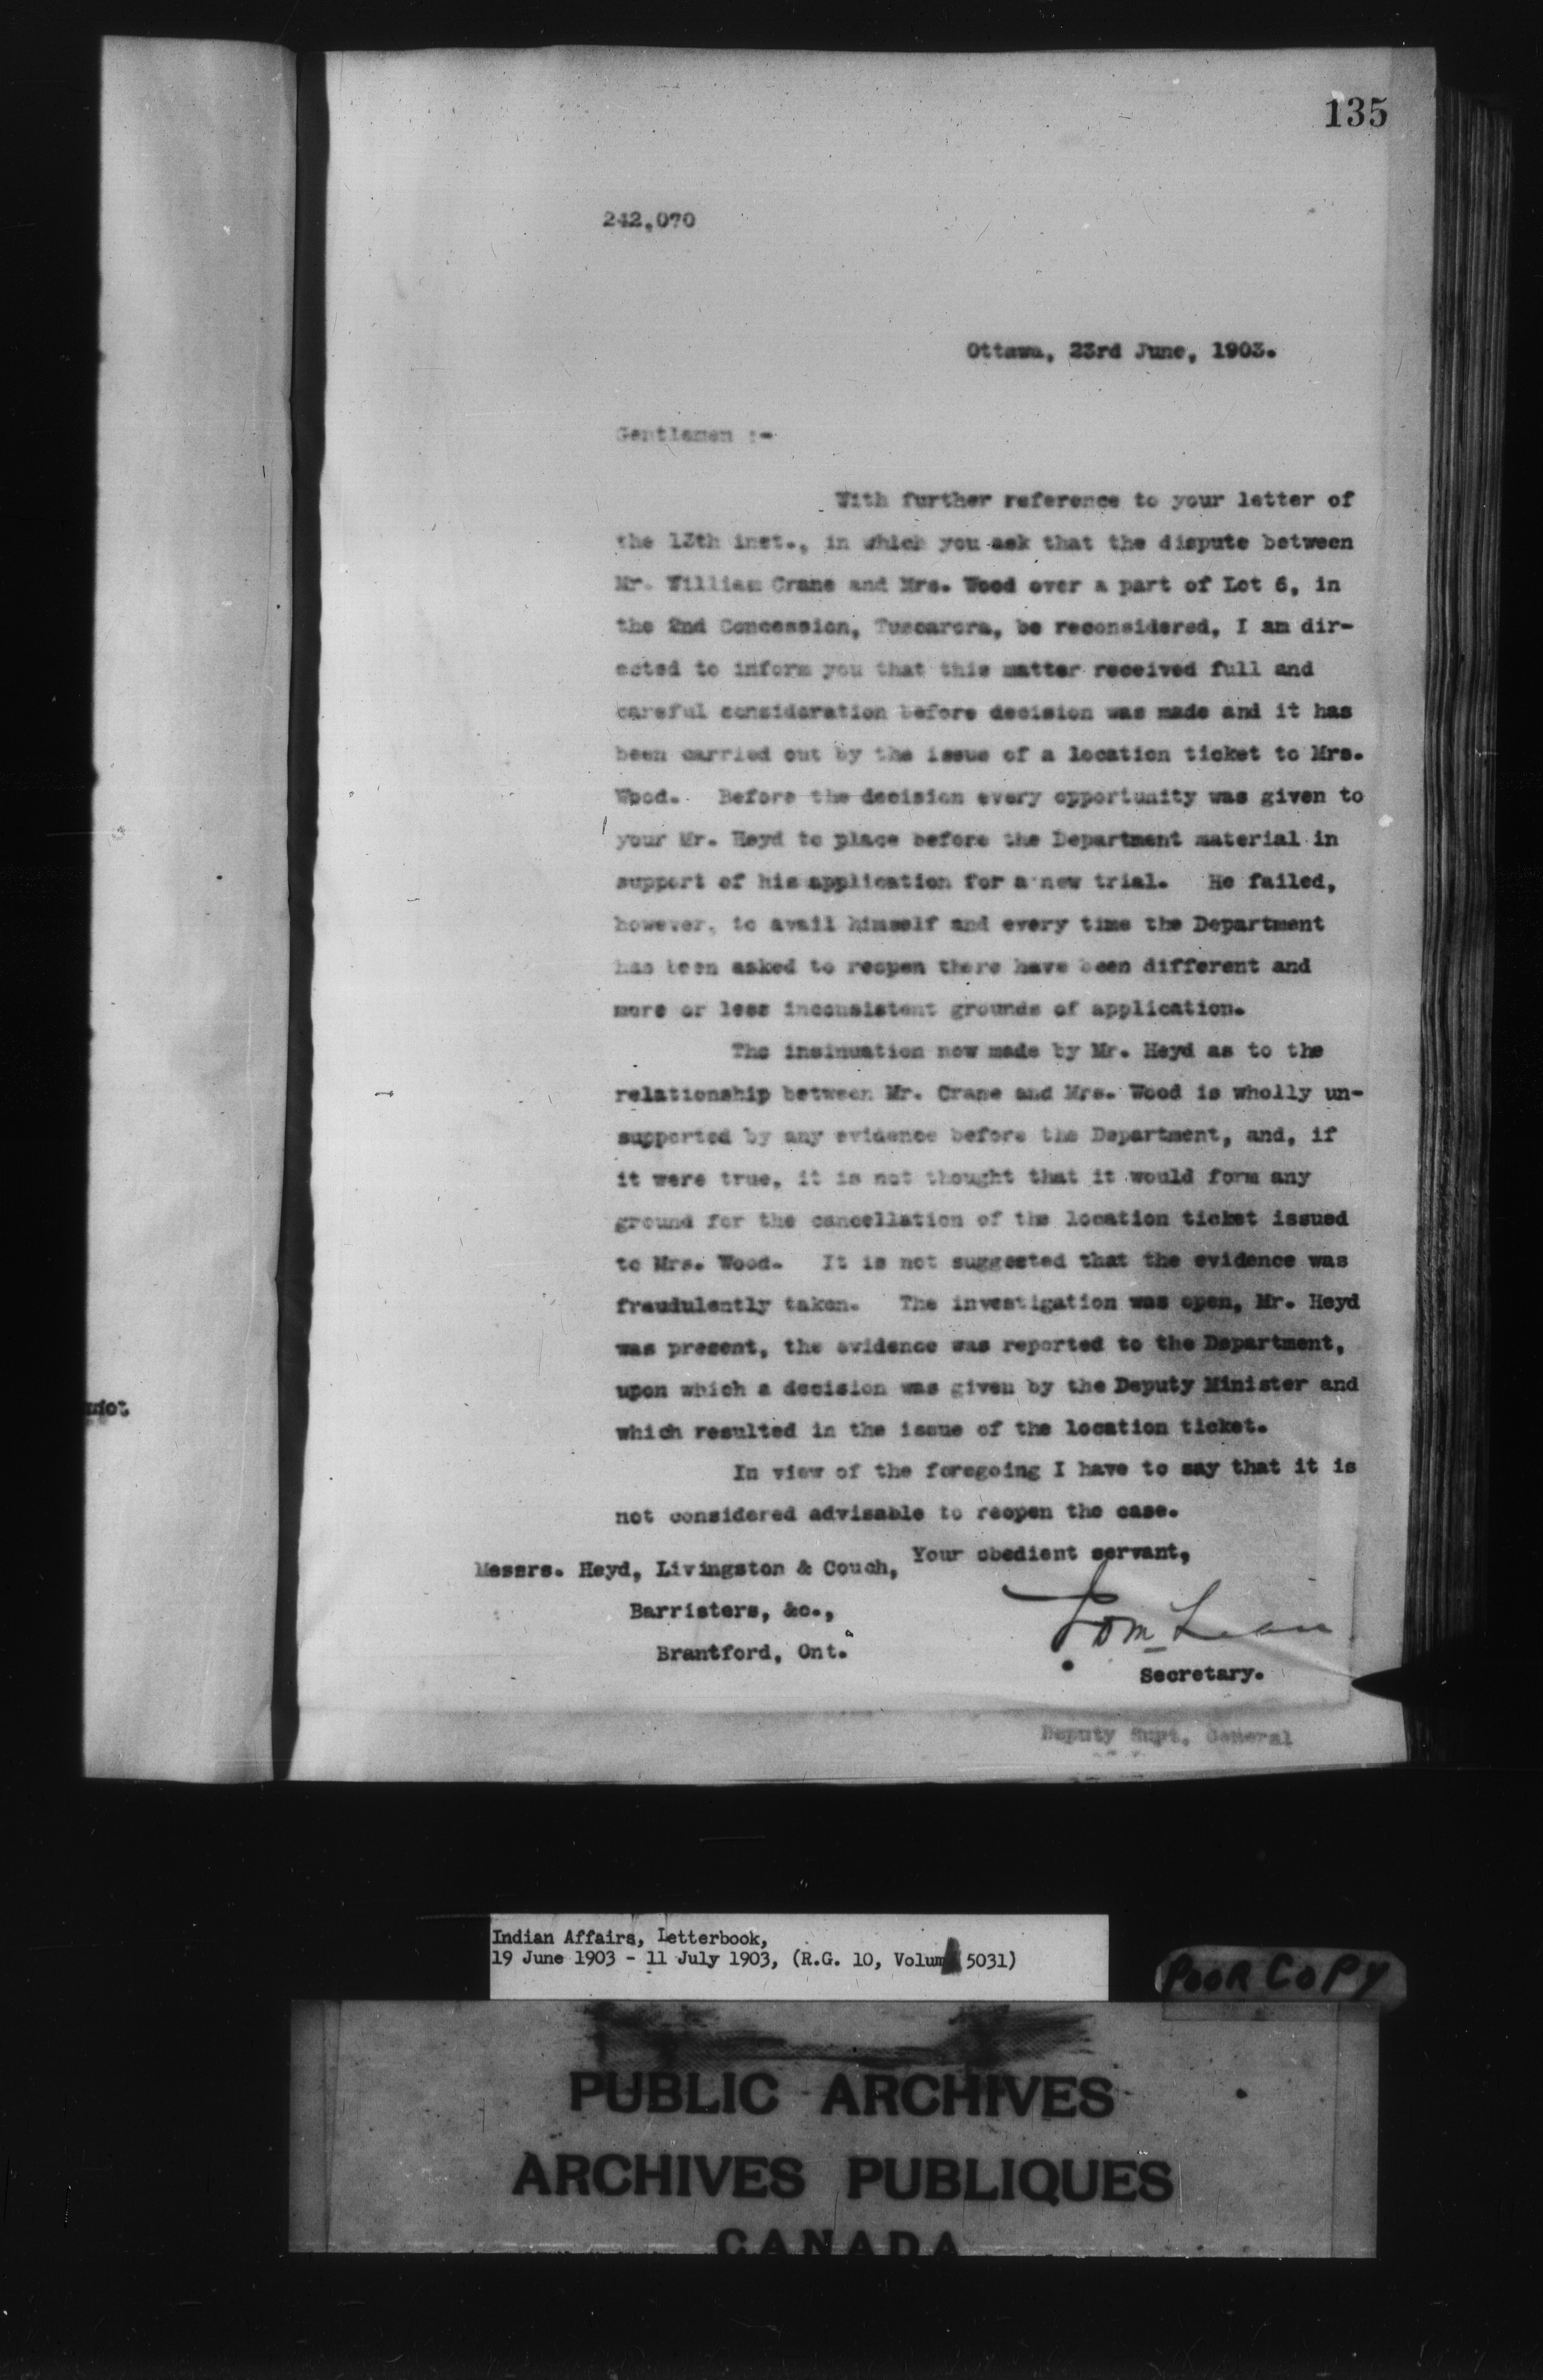 135
242,070
Ottawa, 23rd June, 1903.
Gentlemen :-
With further reference to your letter of
the 13th inst., in which you ask that the dispute between
Mr. William Crane and Mrs. Wood over a part of Lot 6, in
the 2nd Concession, Tuscarora, be reconsidered, I am dir-
ected to inform you that this matter received full and
careful consideration before decision was made and it has
been carried out by the issue of a location ticket to Mrs.
Wood. Before the decision every opportunity was given to
your Mr. Heyd to place before the Department material in
support of his application for a new trial. He failed,
however, to avail himself and every time the Department
has been asked to reopen there have been different and
more or less inconsistent grounds of application.
The insinuation now made by Mr. Heyd as to the
relationship between Mr. Crane and Mrs. Wood is wholly un-
supported by any evidence before the Department, and, if
it were true, it is not thought that it would form any
ground for the cancellation of the location ticket issued
to Mrs. Wood. It is not suggested that the evidence was
fraudulently taken. The investigation was open, Mr. Heyd
was present, the evidence was reported to the Department,
upon which a decision was given by the Deputy Minister and
which resulted in the issue of the location ticket.
In view of the foregoing I have to say that it is
not considered advisable to reopen the case.
Your obedient servant,
Messrs. Heyd, Livingston & Couch,
Barristers, &c.,
Brantford, Ont.
Secretary.
Deputy Supt. General
Indian Affairs, Letterbook,
19 June 1903 - 11 July 1903, (R.G. 10, Volume 5031)
POOR COPY
PUBLIC ARCHIVES
ARCHIVES PUBLIQUES
CANADA